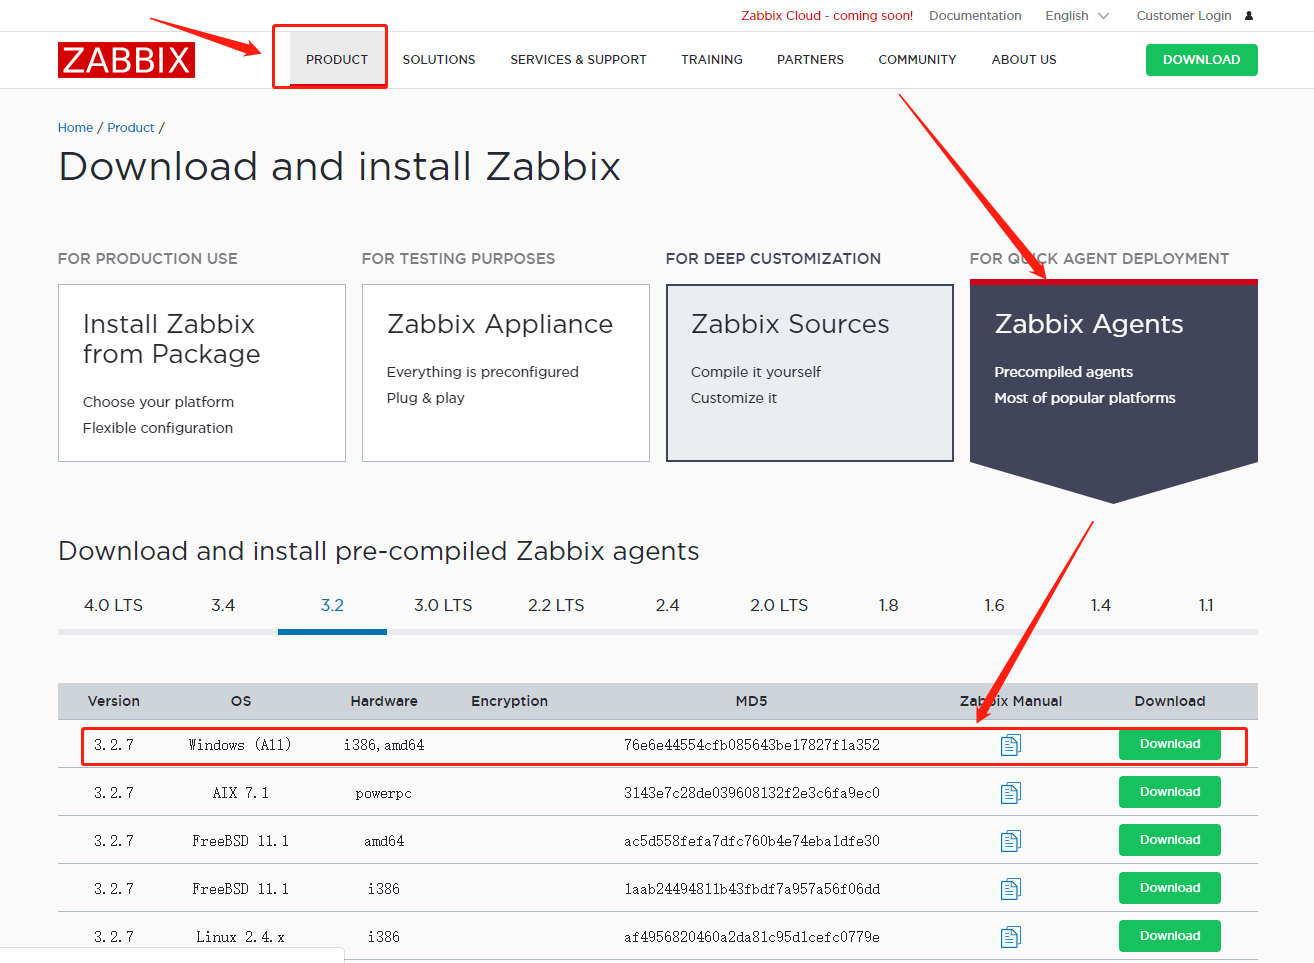 Zabbix Cloud - coming soon! Documentation English Customer Login
ZABBIX PRODUCT SOLUTIONS SERVICES & SUPPORT TRAINING PARTNERS COMMUNITY ABOUT US DOWNLOAD
Home / Product /
Download and install Zabbix
FOR PRODUCTION USE
Install Zabbix
from Package
Choose your platform
Flexible configuration
FOR TESTING PURPOSES
Zabbix Appliance
Everything is preconfigured
Plug & play
FOR DEEP CUSTOMIZATION
Zabbix Sources
Compile it yourself
Customize it
FOR QUICK AGENT DEPLOYMENT
Zabbix Agents
Precompiled agents
Most of popular platforms
Download and install pre-compiled Zabbix agents
4.0 LTS 3.4 3.2 3.0 LTS 2.2 LTS 2.4 2.0 LTS 1.8 1.6 1.4 1.1
Version OS Hardware Encryption MD5 Zabbix Manual Download
3.2.7 Windows (All) i386,amd64 76e6e44554cfb085643be17827f1a352 Download
3.2.7 AIX 7.1 powerpc 3143e7c28de039608132f2e3c6fa9ec0 Download
3.2.7 FreeBSD 11.1 amd64 ac5d558fefa7dfc760b4e74eba1dfe30 Download
3.2.7 FreeBSD 11.1 i386 1aab24494811b43fbdf7a957a56f06dd Download
3.2.7 Linux 2.4.x i386 af4956820460a2da81c95d1cefc0779e Download